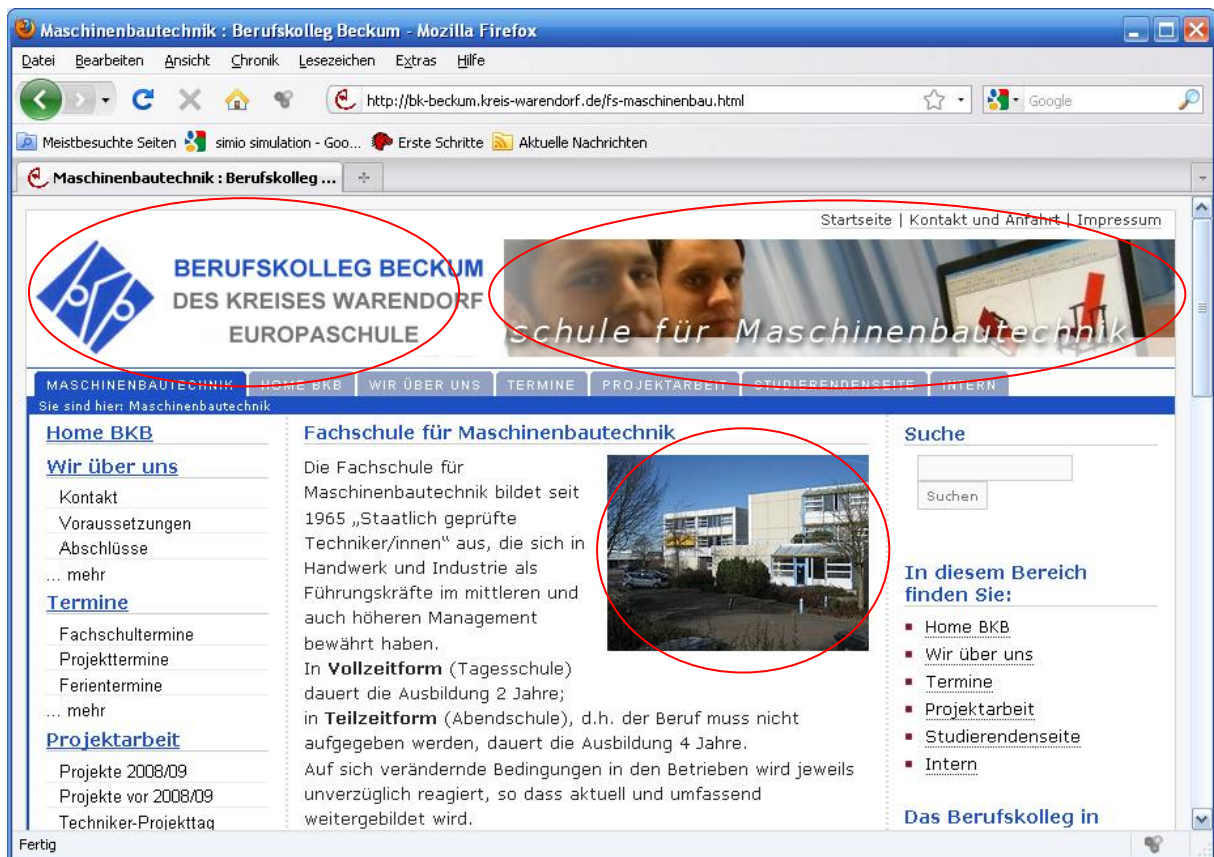 Maschinenbautechnik : Berufskolleg Beckum - Mozilla Firefox
Datei Bearbeiten Ansicht Chronik Lesezeichen Extras Hilfe
http://bk-beckum.kreis-warendorf.de/fs-maschinenbau.html
Google
Meistbesuchte Seiten simio simulation - Goo... Erste Schritte Aktuelle Nachrichten
Maschinenbautechnik : Berufskolleg ...
Startseite | Kontakt und Anfahrt | Impressum
BERUFSKOLLEG BECKUM
DES KREISES WARENDORF
EUROPASCHULE
schule für Maschinenbautechnik
MASCHINENBAUTECHNIK HOME BKB WIR ÜBER UNS TERMINE PROJEKTARBEIT STUDIERENDENSEITE INTERN
Sie sind hier: Maschinenbautechnik
Home BKB
Wir über uns
Kontakt
Voraussetzungen
Abschlüsse
... mehr
Termine
Fachschultermine
Projekttermine
Ferientermine
... mehr
Projektarbeit
Projekte 2008/09
Projekte vor 2008/09
Techniker-Projekttag
Fachschule für Maschinenbautechnik
Die Fachschule für
Maschinenbautechnik bildet seit
1965 „Staatlich geprüfte
Techniker/innen" aus, die sich in
Handwerk und Industrie als
Führungskräfte im mittleren und
auch höheren Management
bewährt haben.
In Vollzeitform (Tagesschule)
dauert die Ausbildung 2 Jahre;
in Teilzeitform (Abendschule), d.h. der Beruf muss nicht
aufgegeben werden, dauert die Ausbildung 4 Jahre.
Auf sich verändernde Bedingungen in den Betrieben wird jeweils
unverzüglich reagiert, so dass aktuell und umfassend
weitergebildet wird.
Suche
Suchen
In diesem Bereich
finden Sie:
Home BKB
Wir über uns
Termine
Projektarbeit
Studierendenseite
Intern
Das Berufskolleg in
Fertig